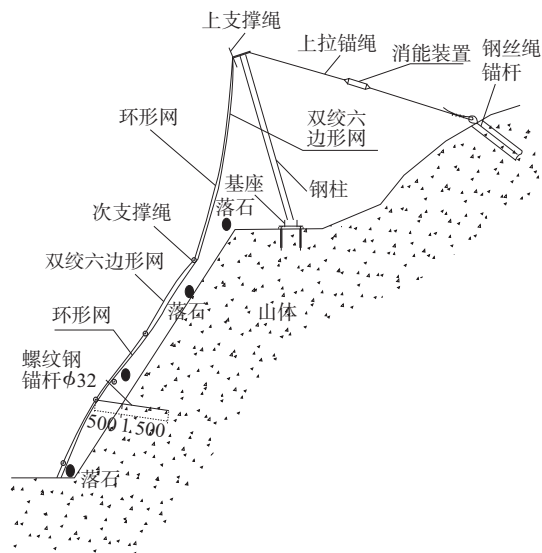 上支撑绳
上拉锚绳
消能装置
钢丝绳
锚杆
环形网
双绞六
边形网
基座
落石
钢柱
次支撑绳
双绞六边形网
落石
山体
环形网
螺纹钢
锚杆ϕ32
500 1 500
落石